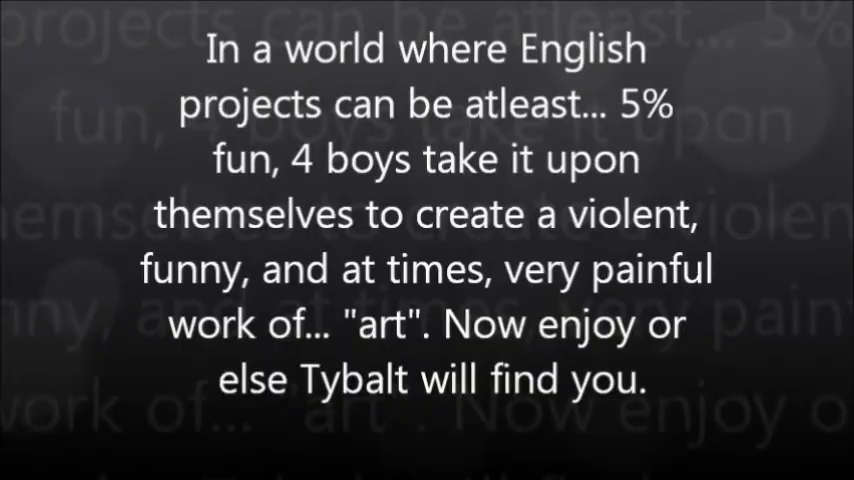 In a world where English
projects can be atleast... 5%
fun, 4 boys take it upon
themselves to create a violent,
funny, and at times, very painful
work of... "art". Now enjoy or
else Tybalt will find you.